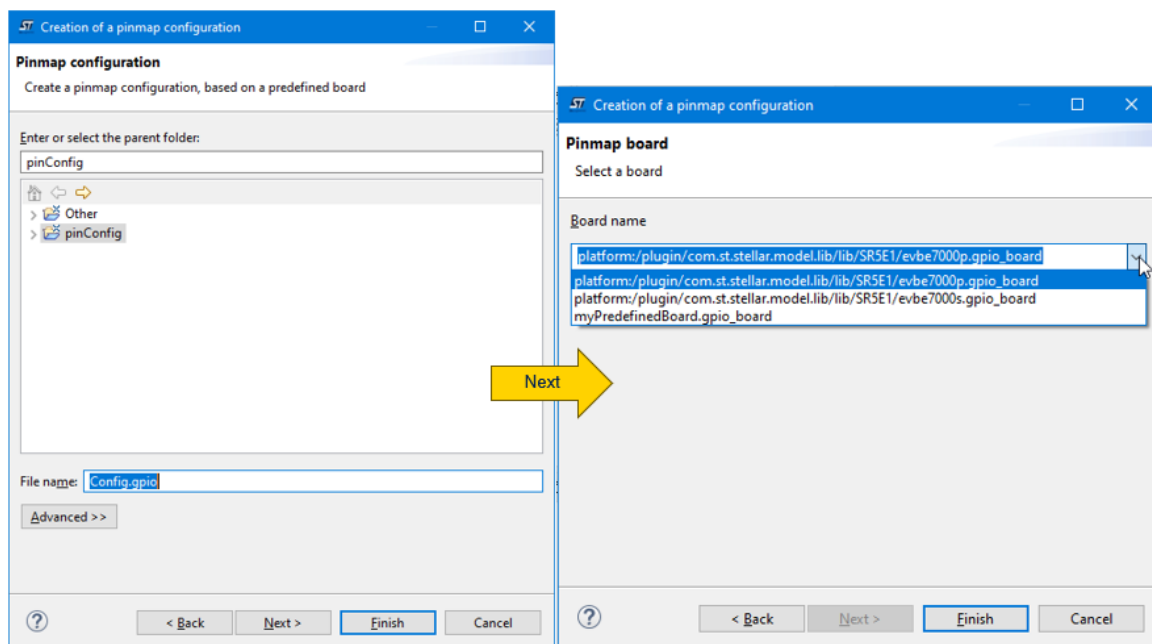 ST Creation of a pinmap configuration
Pinmap configuration
Create a pinmap configuration, based on a predefined board
Enter or select the parent folder:
pinConfig
Other
pinConfig
File name: Config.gpio
Advanced >>
? < Back Next > Finish Cancel
Next
ST Creation of a pinmap configuration
Pinmap board
Select a board
Board name
platform:/plugin/com.st.stellar.model.lib/lib/SR5E1/evbe7000p.gpio_board
platform:/plugin/com.st.stellar.model.lib/lib/SR5E1/evbe7000p.gpio_board
platform:/plugin/com.st.stellar.model.lib/lib/SR5E1/evbe7000s.gpio_board
myPredefinedBoard.gpio_board
? < Back Next > Finish Cancel